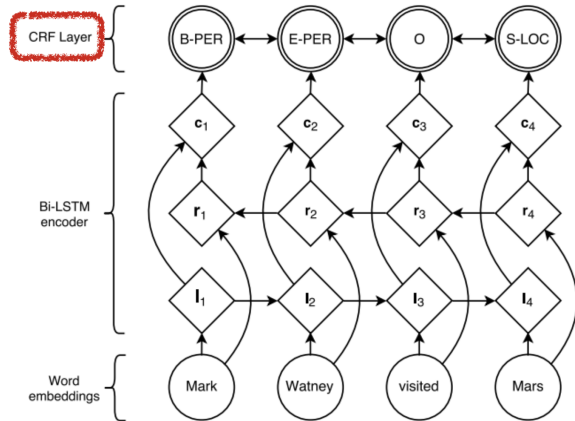 CRF Layer
B-PER
E-PER
O
S-LOC
c1
c2
c3
c4
Bi-LSTM
encoder
r1
r2
r3
r4
l1
l2
l3
l4
Word
embeddings
Mark
Watney
visited
Mars